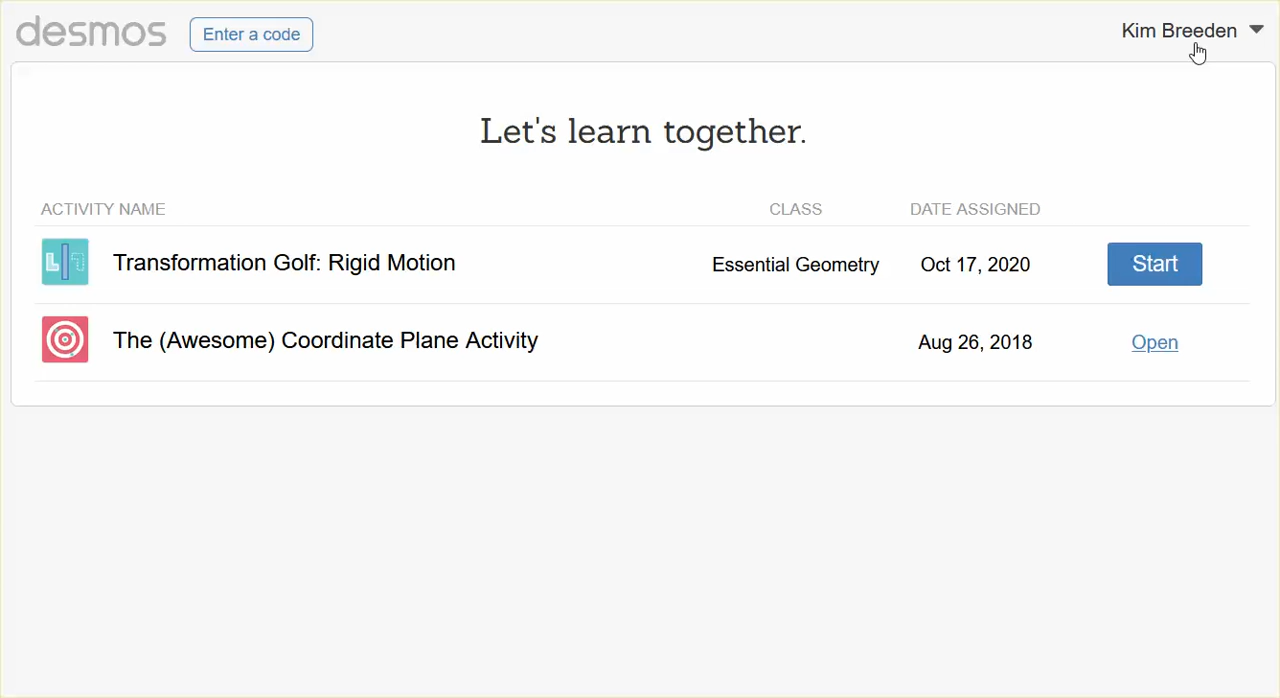 desmos Enter a code Kim Breeden
Let's learn together.
ACTIVITY NAME CLASS DATE ASSIGNED
Transformation Golf: Rigid Motion Essential Geometry Oct 17, 2020 Start
The (Awesome) Coordinate Plane Activity Aug 26, 2018 Open